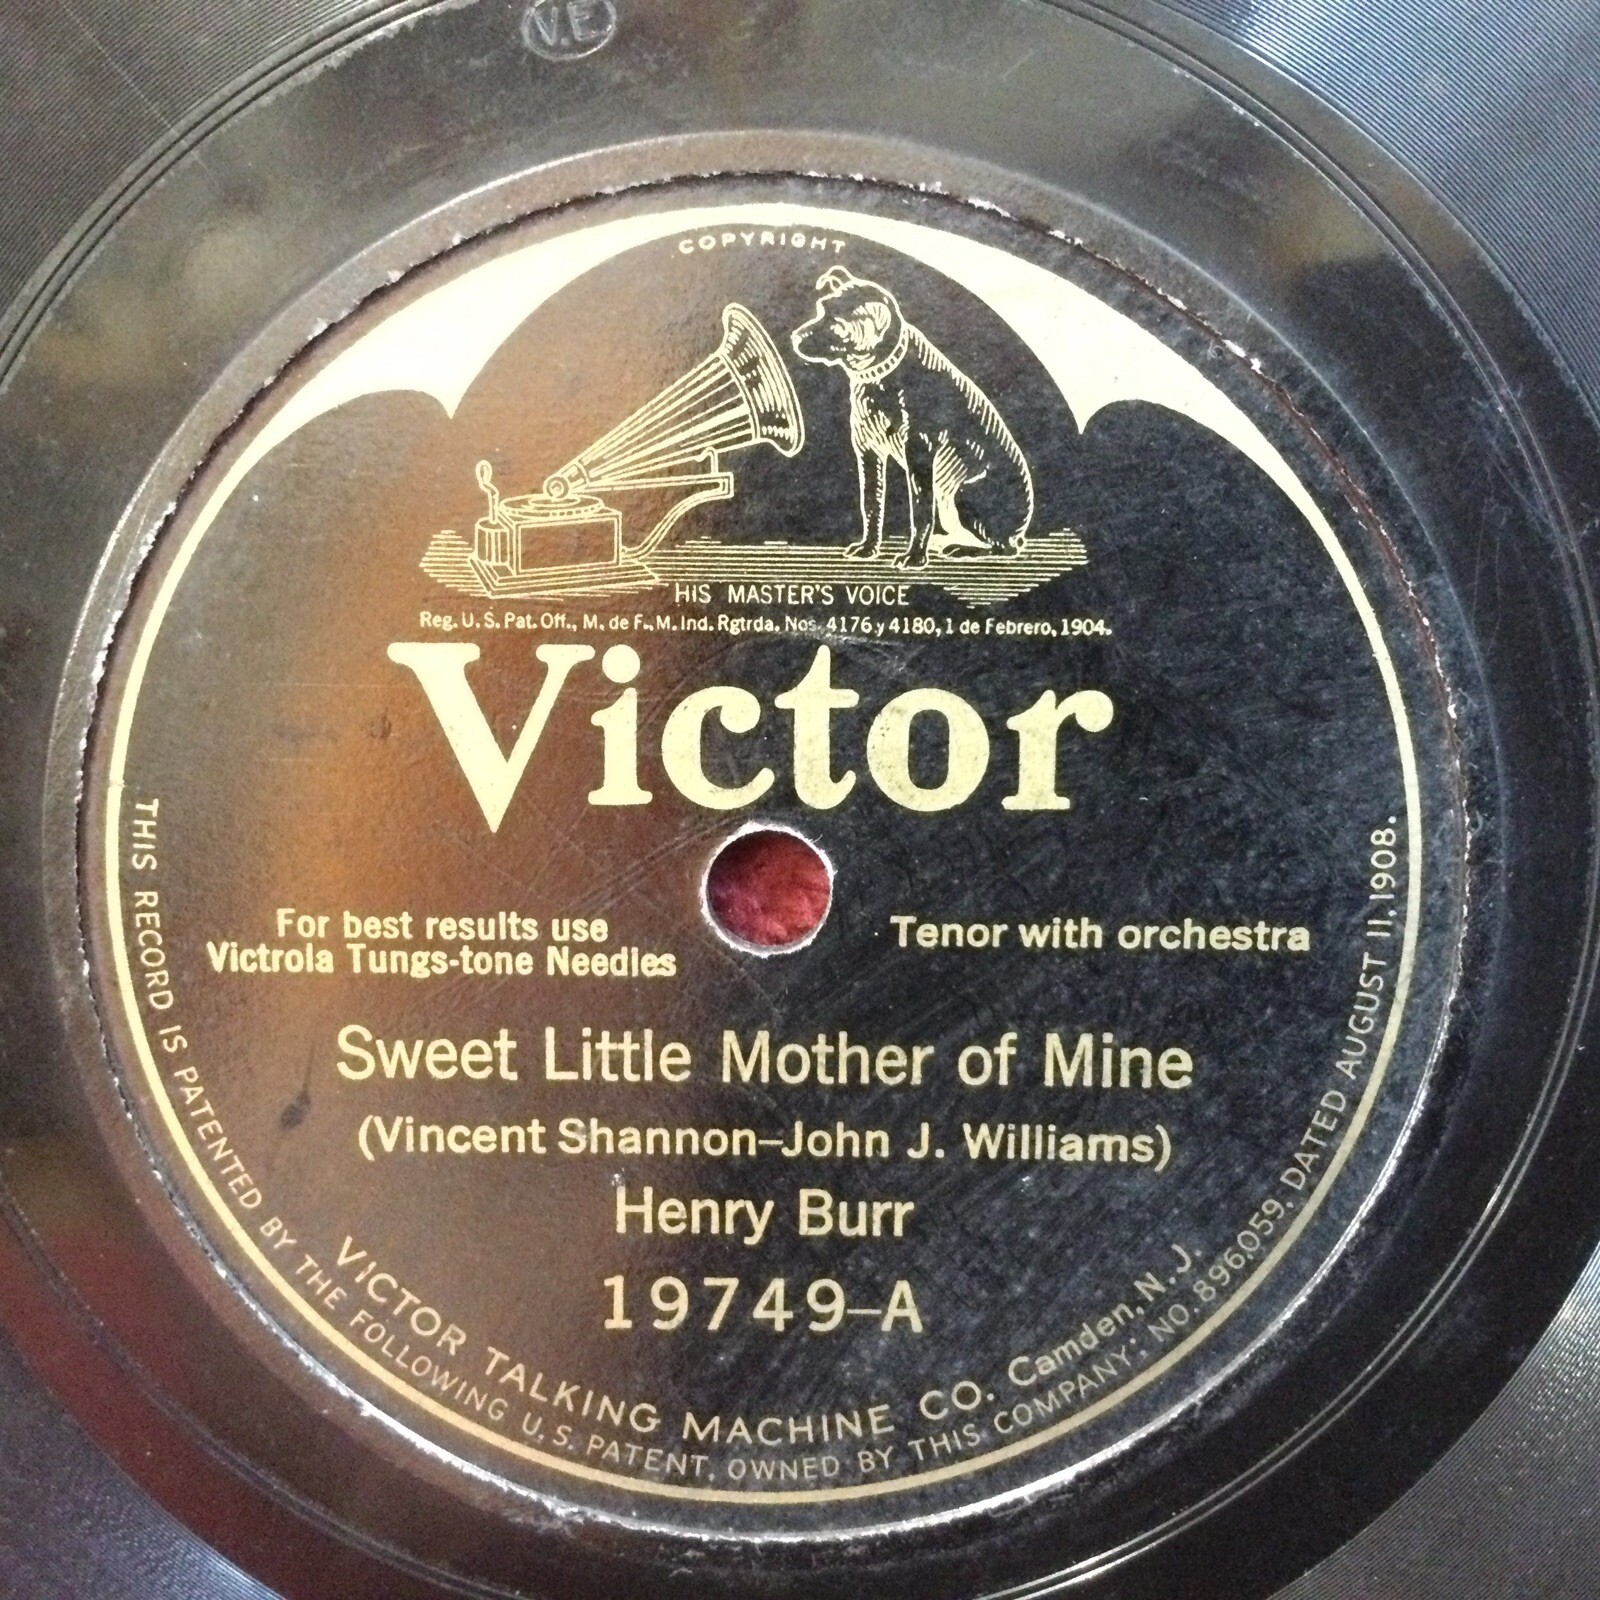 V.E
COPYRIGHT
HIS MASTER'S VOICE
Reg. U. S. Pat. Off., M. de F., M. Ind. Rgtrda. Nos. 4176 y 4180, 1 de Febrero, 1904.
Victor
For best results use
Victrola Tungs-tone Needles
Tenor with orchestra
Sweet Little Mother of Mine
(Vincent Shannon–John J. Williams)
Henry Burr
19749–A
VICTOR TALKING MACHINE CO. Camden, N. J.
THIS RECORD IS PATENTED BY THE FOLLOWING U. S. PATENT, OWNED BY THIS COMPANY: NO. 896,059, DATED AUGUST 11, 1908.